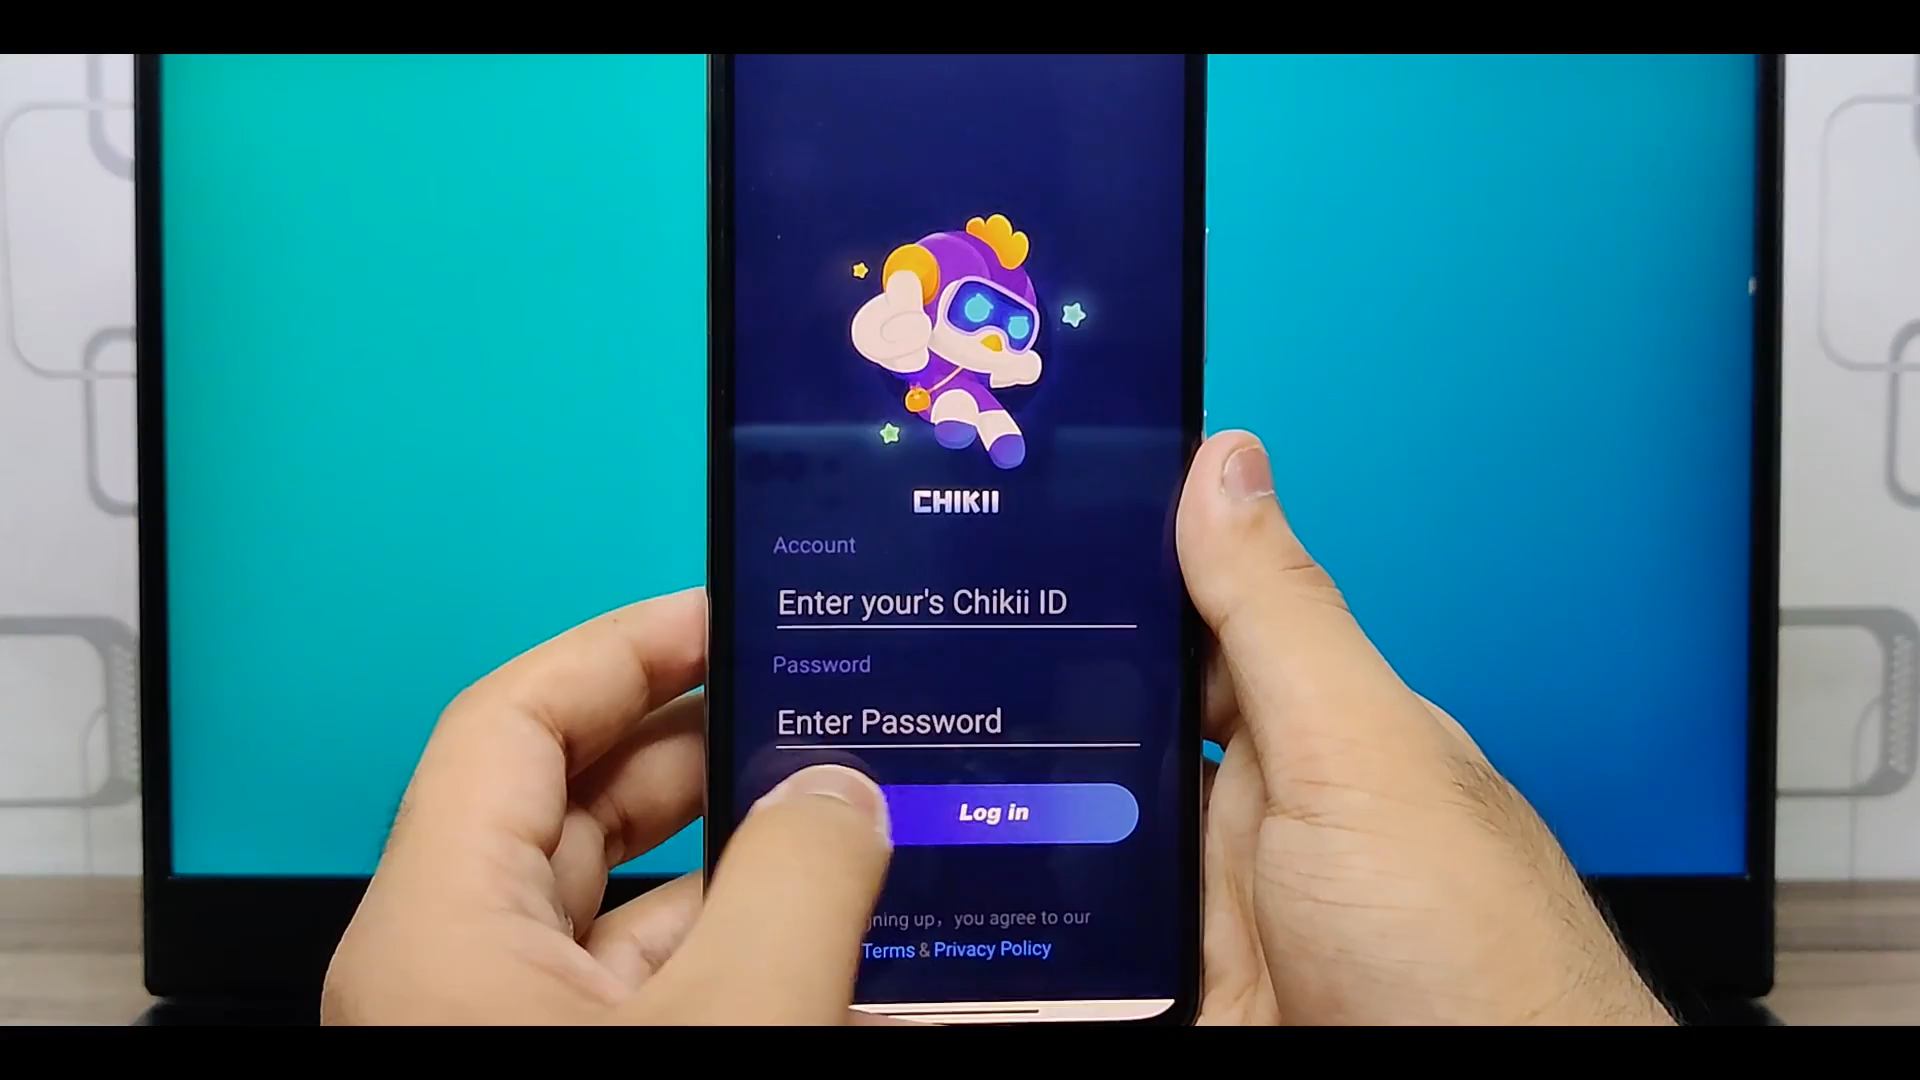 CHIKII
Account
Enter your's Chikii ID
Password
Enter Password
Log in
up, you agree to our
Terms & Privacy Policy